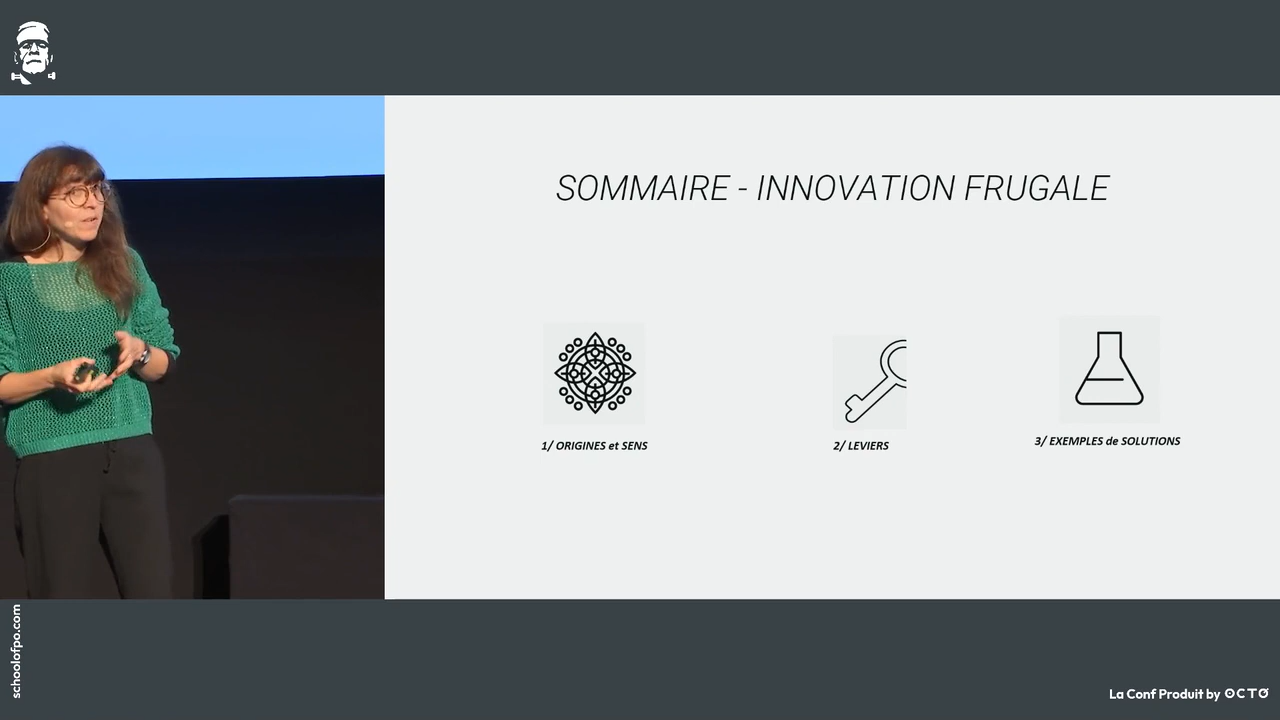 SOMMAIRE - INNOVATION FRUGALE
1/ ORIGINES et SENS
2/ LEVIERS
3/ EXEMPLES de SOLUTIONS
schoolofpo.com
La Conf Produit by OCTO